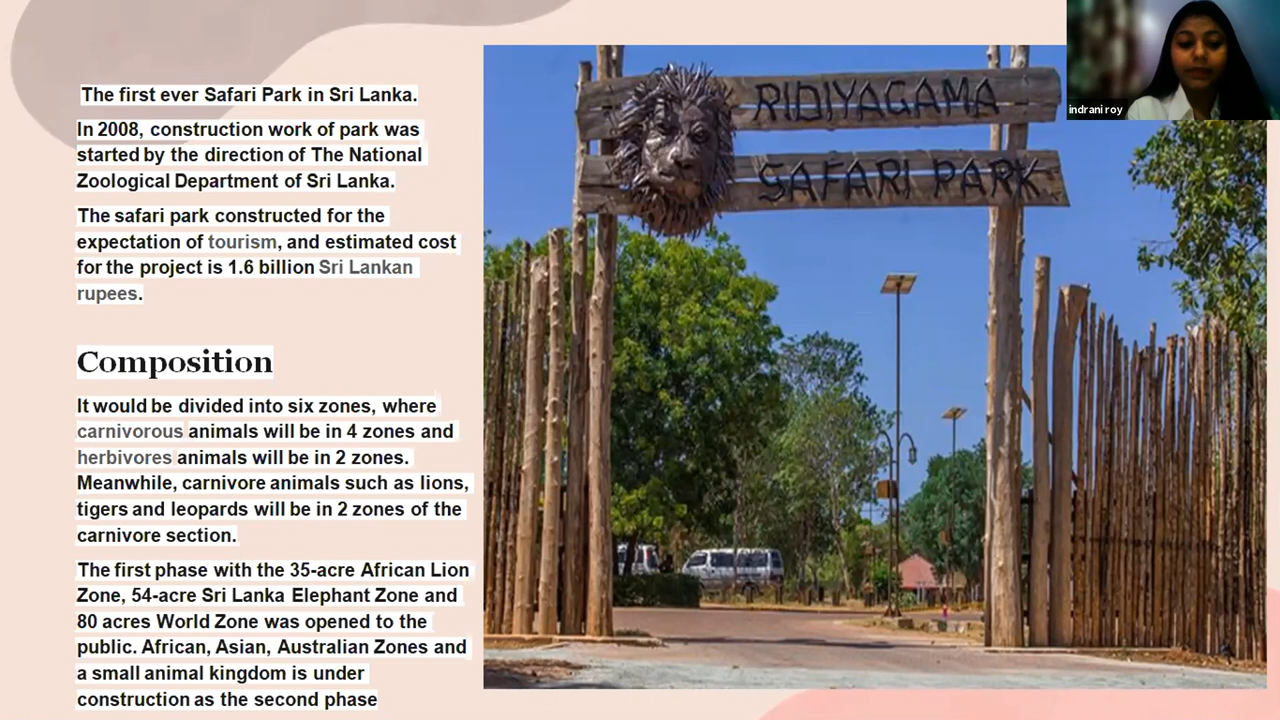 The first ever Safari Park in Sri Lanka.
In 2008, construction work of park was
started by the direction of The National
Zoological Department of Sri Lanka.
The safari park constructed for the
expectation of tourism, and estimated cost
for the project is 1.6 billion Sri Lankan
rupees.
Composition
It would be divided into six zones, where
carnivorous animals will be in 4 zones and
herbivores animals will be in 2 zones.
Meanwhile, carnivore animals such as lions,
tigers and leopards will be in 2 zones of the
carnivore section.
The first phase with the 35-acre African Lion
Zone, 54-acre Sri Lanka Elephant Zone and
80 acres World Zone was opened to the
public. African, Asian, Australian Zones and
a small animal kingdom is under
construction as the second phase
RIDIYAGAMA
SAFARI PARK
indrani roy